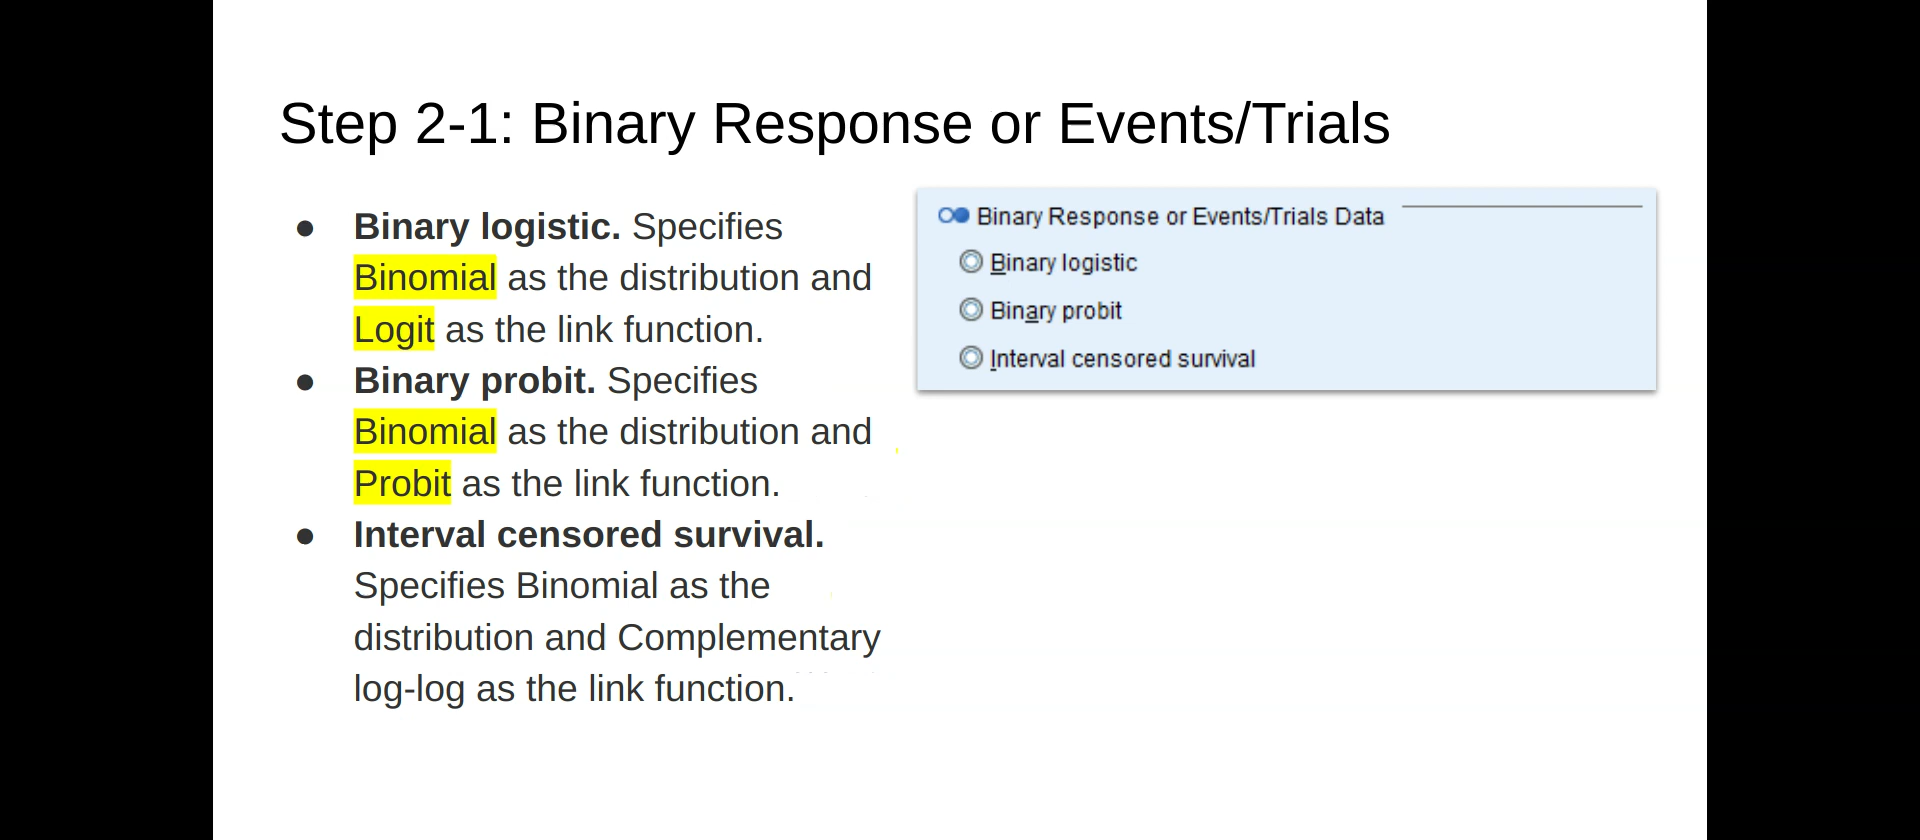 Step 2-1: Binary Response or Events/Trials
● Binary logistic. Specifies
Binomial as the distribution and
Logit as the link function.
● Binary probit. Specifies
Binomial as the distribution and
Probit as the link function.
● Interval censored survival.
Specifies Binomial as the
distribution and Complementary
log-log as the link function.
Binary Response or Events/Trials Data
Binary logistic
Binary probit
Interval censored survival